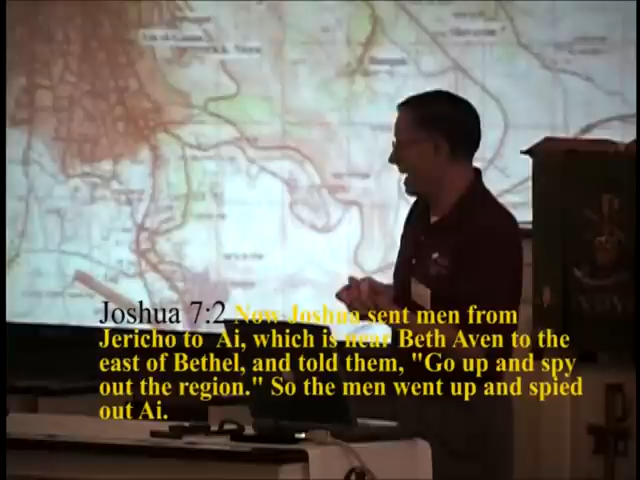 Joshua 7:2 Now Joshua sent men from
Jericho to Ai, which is near Beth Aven to the
east of Bethel, and told them, "Go up and spy
out the region." So the men went up and spied
out Ai.